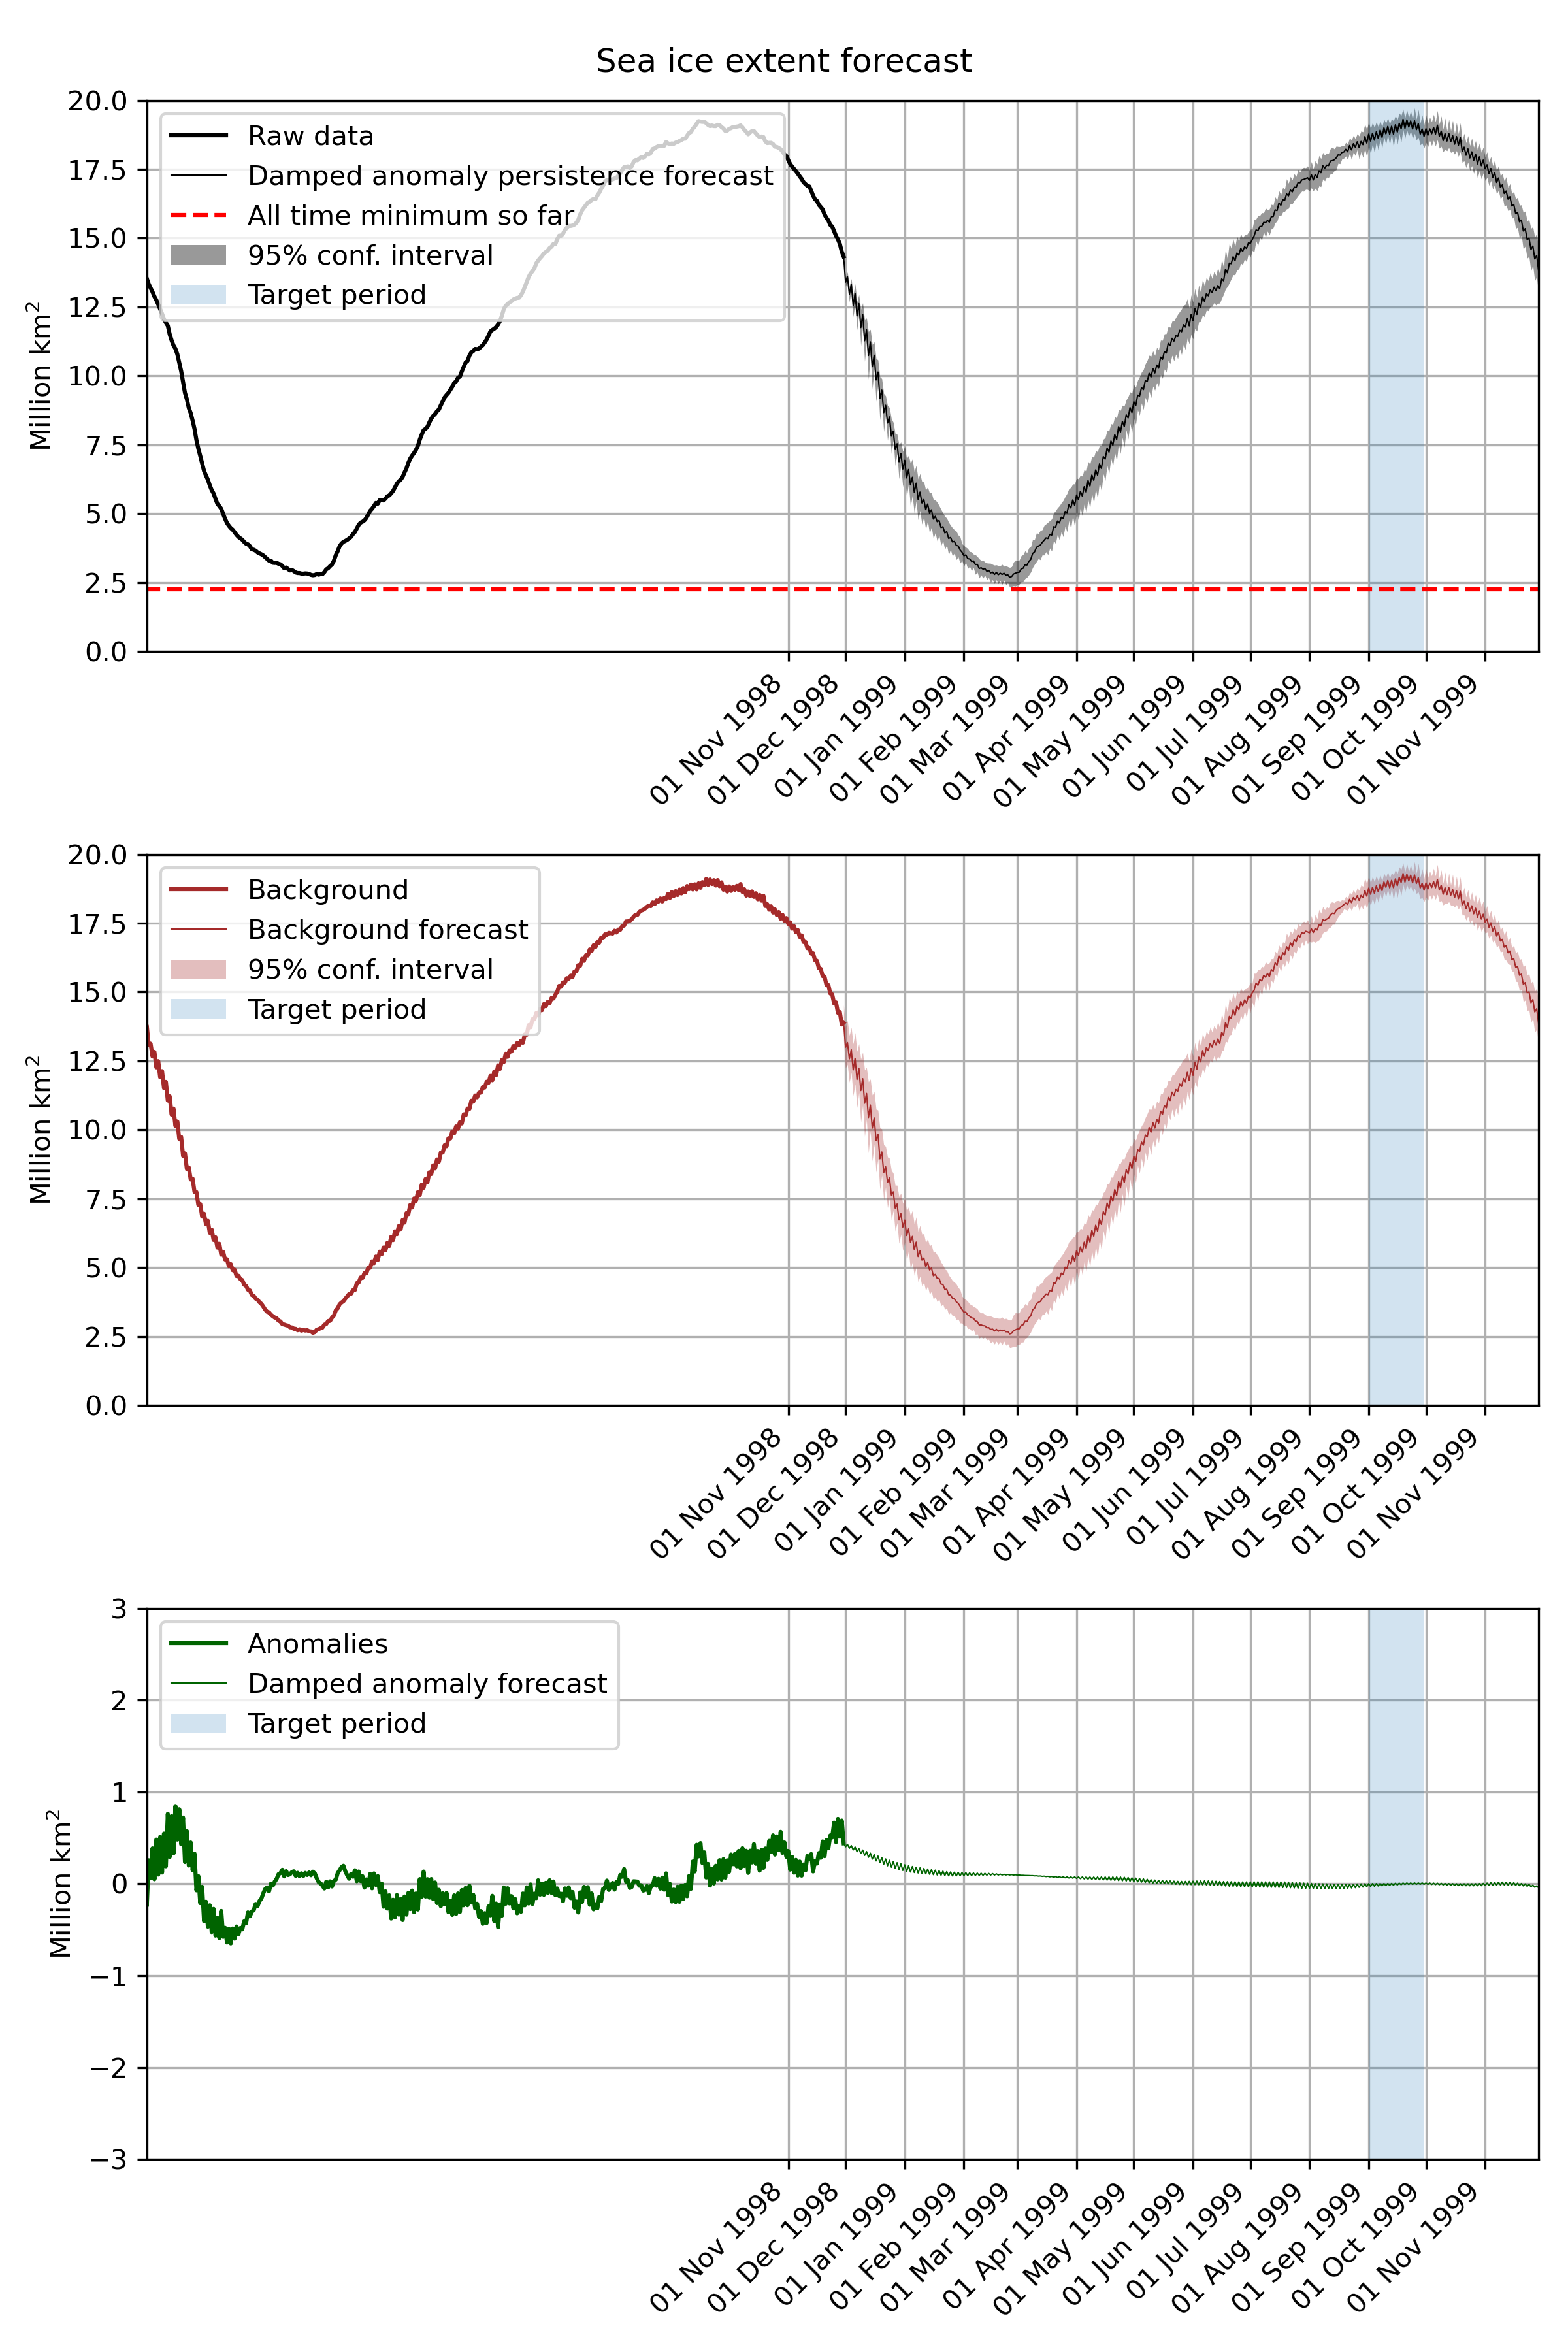 Sea ice extent forecast
20.0
17.5
15.0
12.5
10.0
7.5
5.0
2.5
0.0
Million km²
Raw data
Damped anomaly persistence forecast
All time minimum so far
95% conf. interval
Target period
01 Nov 1998
01 Dec 1998
01 Jan 1999
01 Feb 1999
01 Mar 1999
01 Apr 1999
01 May 1999
01 Jun 1999
01 Jul 1999
01 Aug 1999
01 Sep 1999
01 Oct 1999
01 Nov 1999
20.0
17.5
15.0
12.5
10.0
7.5
5.0
2.5
0.0
Million km²
Background
Background forecast
95% conf. interval
Target period
01 Nov 1998
01 Dec 1998
01 Jan 1999
01 Feb 1999
01 Mar 1999
01 Apr 1999
01 May 1999
01 Jun 1999
01 Jul 1999
01 Aug 1999
01 Sep 1999
01 Oct 1999
01 Nov 1999
3
2
1
0
−1
−2
−3
Million km²
Anomalies
Damped anomaly forecast
Target period
01 Nov 1998
01 Dec 1998
01 Jan 1999
01 Feb 1999
01 Mar 1999
01 Apr 1999
01 May 1999
01 Jun 1999
01 Jul 1999
01 Aug 1999
01 Sep 1999
01 Oct 1999
01 Nov 1999